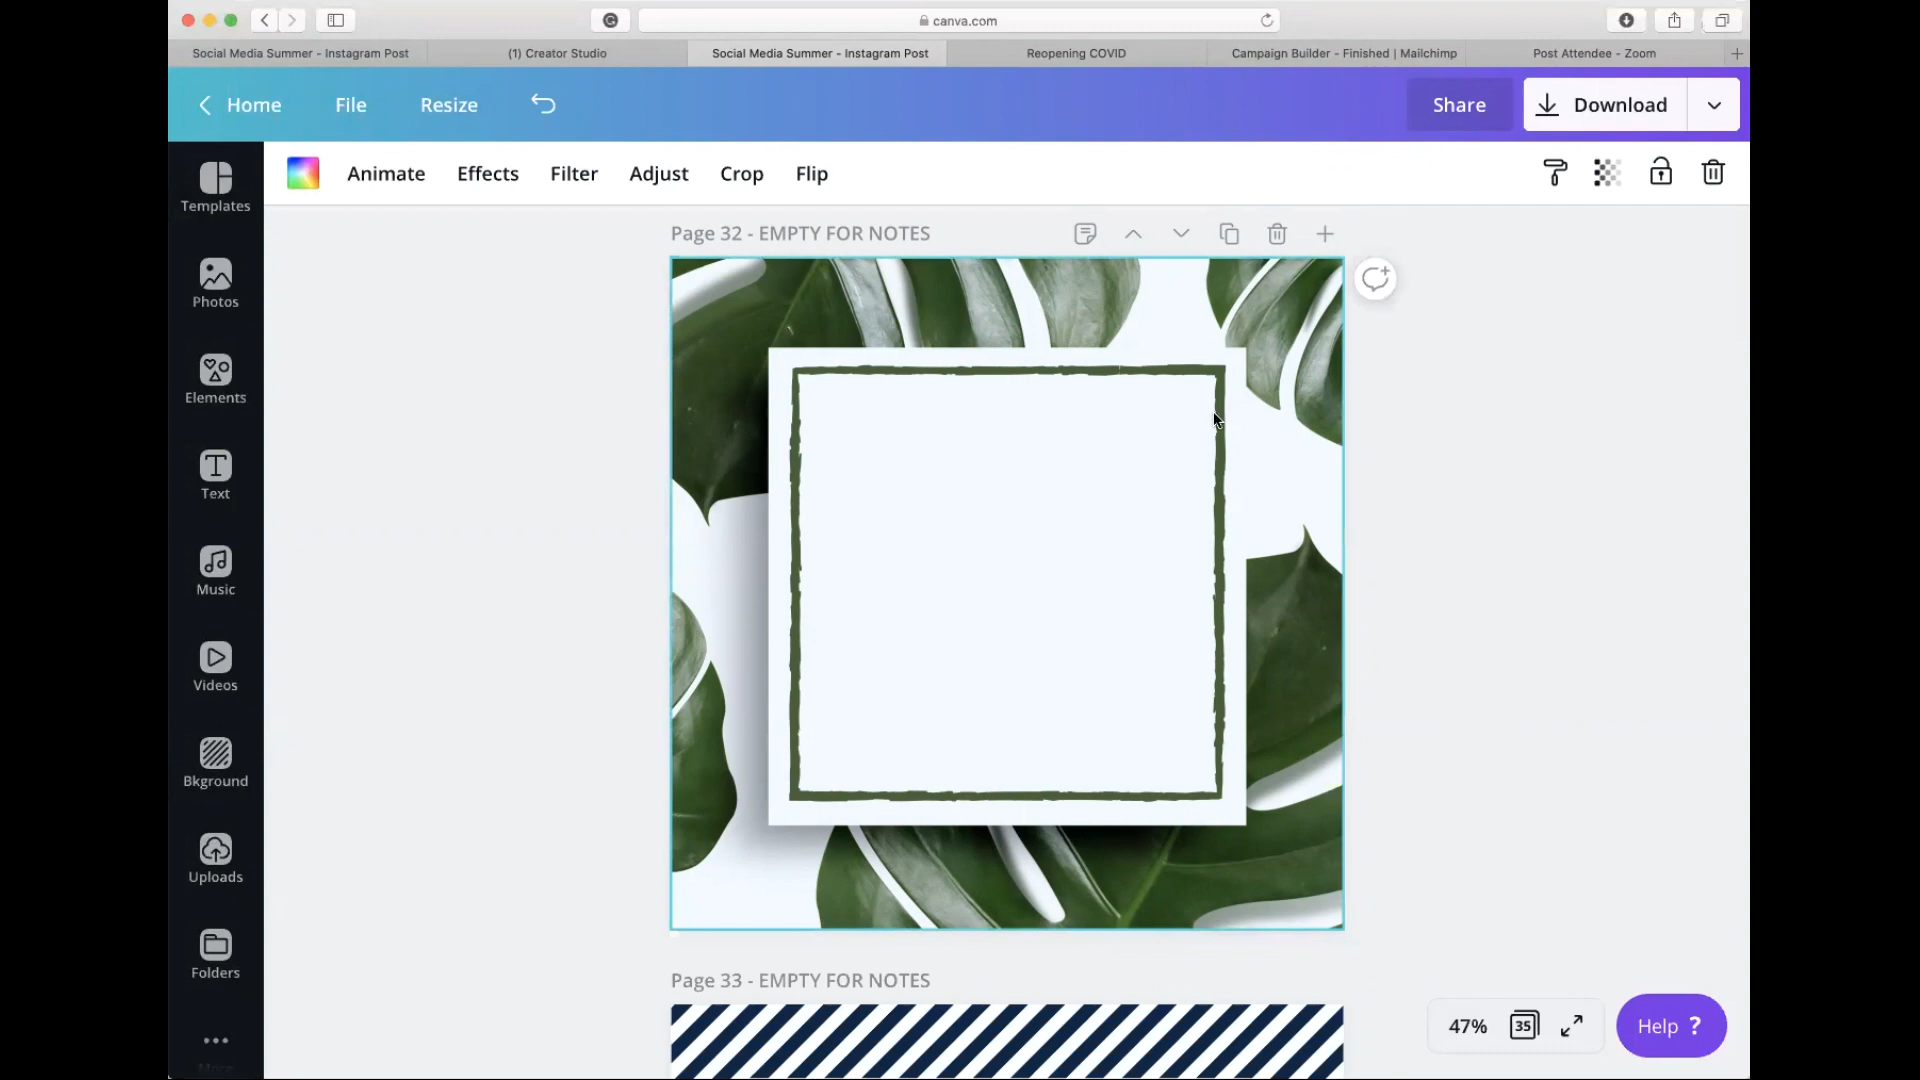 canva.com
Social Media Summer - Instagram Post
(1) Creator Studio
Social Media Summer - Instagram Post
Reopening COVID
Campaign Builder - Finished | Mailchimp
Post Attendee - Zoom
Home
File
Resize
Share
Download
Animate
Effects
Filter
Adjust
Crop
Flip
Templates
Photos
Elements
Text
Music
Videos
Bkground
Uploads
Folders
More
Page 32 - EMPTY FOR NOTES
Page 33 - EMPTY FOR NOTES
47%
35
Help ?